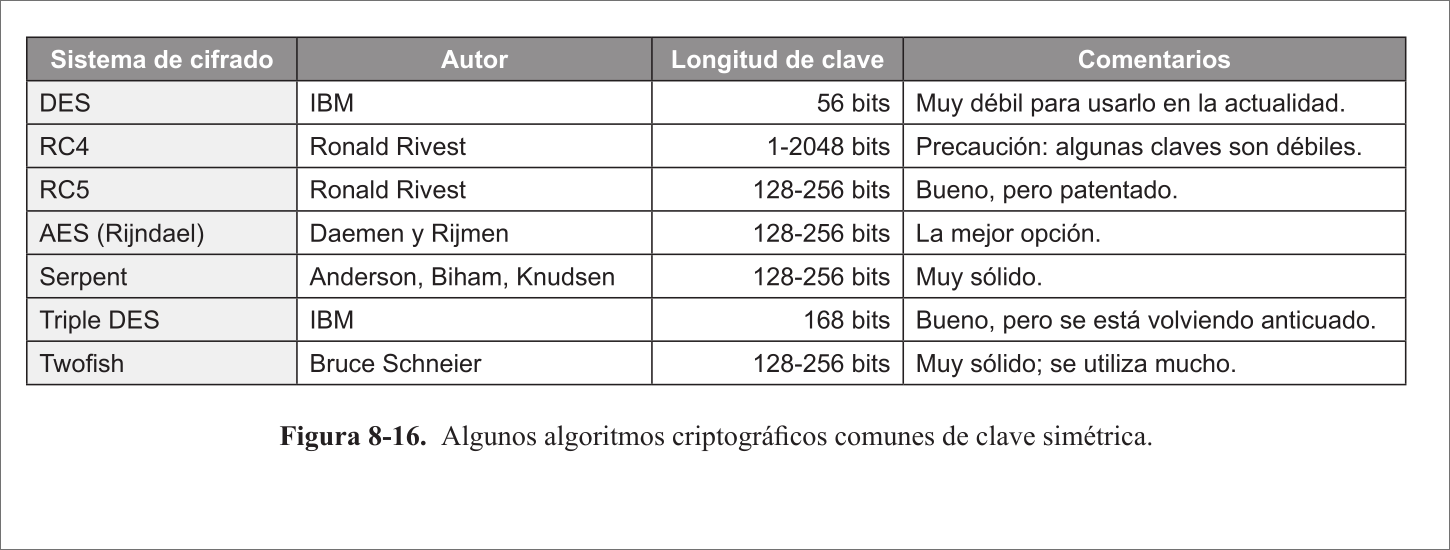 Sistema de cifrado Autor Longitud de clave Comentarios
DES IBM 56 bits Muy débil para usarlo en la actualidad.
RC4 Ronald Rivest 1-2048 bits Precaución: algunas claves son débiles.
RC5 Ronald Rivest 128-256 bits Bueno, pero patentado.
AES (Rijndael) Daemen y Rijmen 128-256 bits La mejor opción.
Serpent Anderson, Biham, Knudsen 128-256 bits Muy sólido.
Triple DES IBM 168 bits Bueno, pero se está volviendo anticuado.
Twofish Bruce Schneier 128-256 bits Muy sólido; se utiliza mucho.
Figura 8-16. Algunos algoritmos criptográficos comunes de clave simétrica.